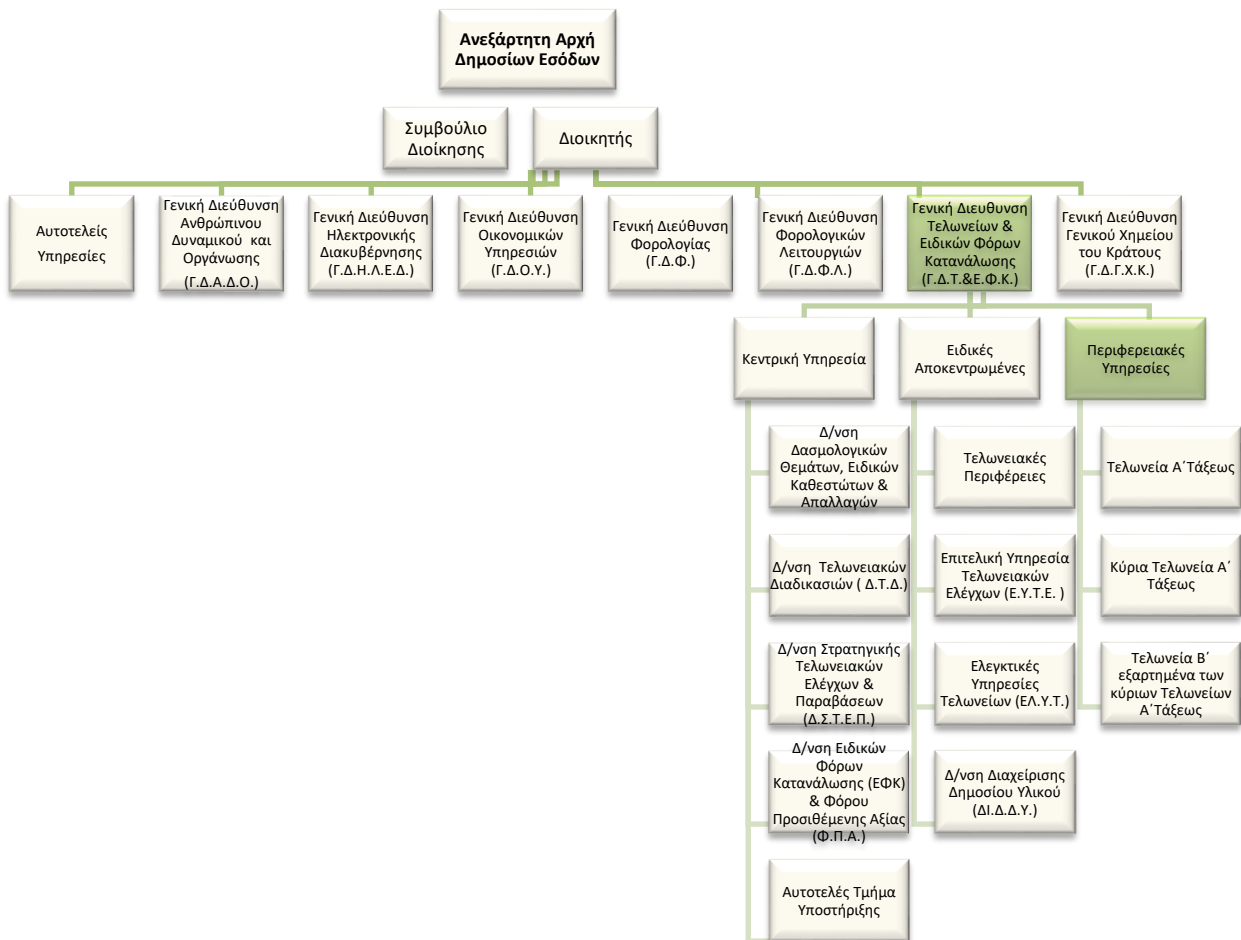 Ανεξάρτητη Αρχή
Δημοσίων Εσόδων
Συμβούλιο
Διοίκησης
Διοικητής
Αυτοτελείς
Υπηρεσίες
Γενική Διεύθυνση
Ανθρώπινου
Δυναμικού και
Οργάνωσης
(Γ.Δ.Α.Δ.Ο.)
Γενική Διεύθυνση
Ηλεκτρονικής
Διακυβέρνησης
(Γ.Δ.Η.Λ.Ε.Δ.)
Γενική Διεύθυνση
Οικονομικών
Υπηρεσιών
(Γ.Δ.Ο.Υ.)
Γενική Διεύθυνση
Φορολογίας
(Γ.Δ.Φ.)
Γενική Διεύθυνση
Φορολογικών
Λειτουργιών
(Γ.Δ.Φ.Λ.)
Γενική Διευθυνση
Τελωνείων &
Ειδικών Φόρων
Κατανάλωσης
(Γ.Δ.Τ.&Ε.Φ.Κ.)
Γενική Διεύθυνση
Γενικού Χημείου
του Κράτους
(Γ.Δ.Γ.Χ.Κ.)
Κεντρική Υπηρεσία
Ειδικές
Αποκεντρωμένες
Περιφερειακές
Υπηρεσίες
Δ/νση
Δασμολογικών
Θεμάτων, Ειδικών
Καθεστώτων &
Απαλλαγών
Δ/νση Τελωνειακών
Διαδικασιών ( Δ.Τ.Δ.)
Δ/νση Στρατηγικής
Τελωνειακών
Ελέγχων &
Παραβάσεων
(Δ.Σ.Τ.Ε.Π.)
Δ/νση Ειδικών
Φόρων
Κατανάλωσης (ΕΦΚ)
& Φόρου
Προσιθέμενης Αξίας
(Φ.Π.Α.)
Αυτοτελές Τμήμα
Υποστήριξης
Τελωνειακές
Περιφέρειες
Επιτελική Υπηρεσία
Τελωνειακών
Ελέγχων (Ε.Υ.Τ.Ε. )
Ελεγκτικές
Υπηρεσίες
Τελωνείων (ΕΛ.Υ.Τ.)
Δ/νση Διαχείρισης
Δημοσίου Υλικού
(ΔΙ.Δ.Δ.Υ.)
Τελωνεία Α΄Τάξεως
Κύρια Τελωνεία Α΄
Τάξεως
Τελωνεία Β΄
εξαρτημένα των
κύριων Τελωνείων
Α΄Τάξεως